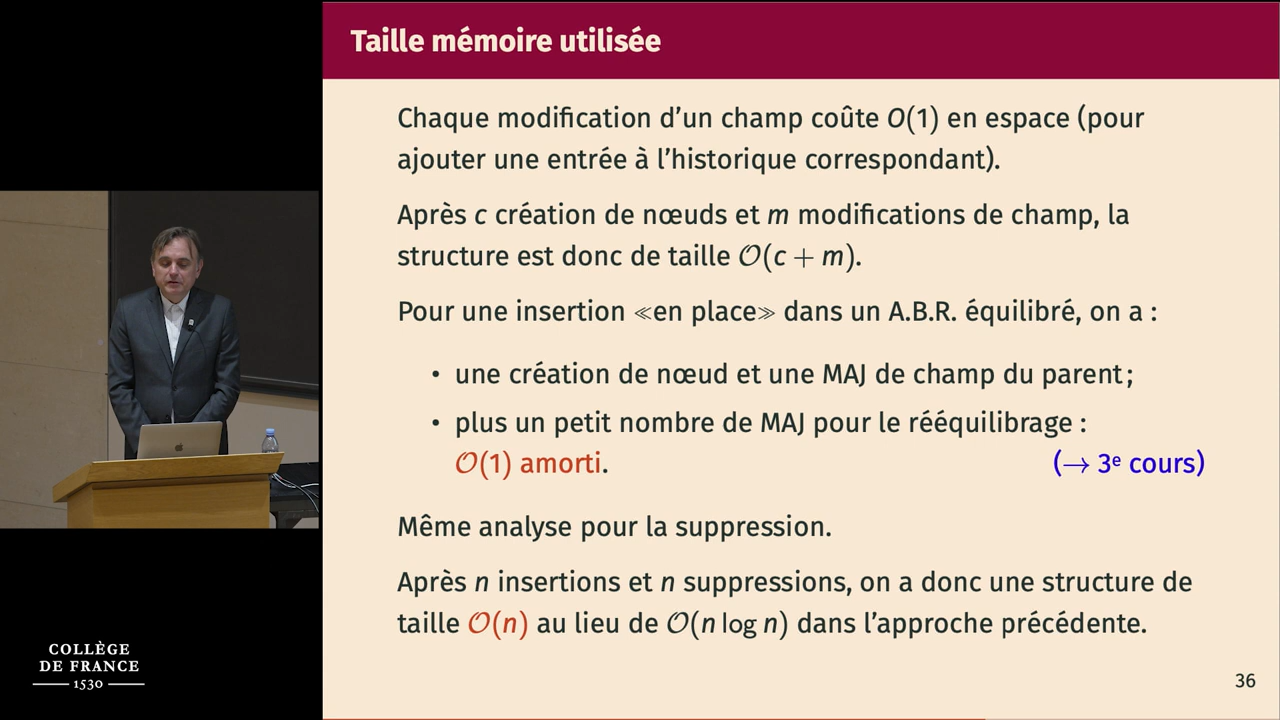 Taille mémoire utilisée
Chaque modification d'un champ coûte O(1) en espace (pour
ajouter une entrée à l'historique correspondant).
Après c création de nœuds et m modifications de champ, la
structure est donc de taille O(c + m).
Pour une insertion «en place» dans un A.B.R. équilibré, on a :
• une création de nœud et une MAJ de champ du parent ;
• plus un petit nombre de MAJ pour le rééquilibrage :
O(1) amorti. (→ 3e cours)
Même analyse pour la suppression.
Après n insertions et n suppressions, on a donc une structure de
taille O(n) au lieu de O(n log n) dans l'approche précédente.
36
COLLÈGE
DE FRANCE
1530